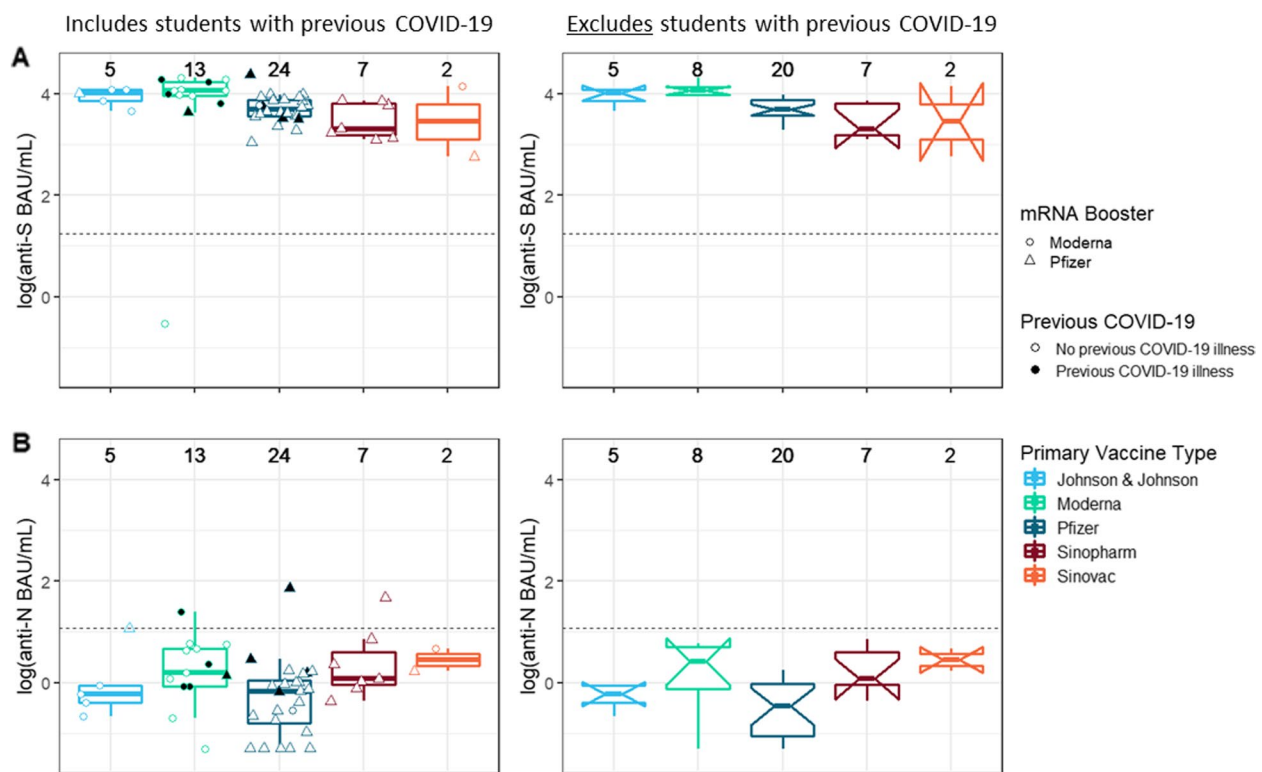 Includes students with previous COVID-19
Excludes students with previous COVID-19
A
5 13 24 7 2
5 8 20 7 2
log(anti-S BAU/mL)
4
2
0
log(anti-S BAU/mL)
4
2
0
mRNA Booster
Moderna
Pfizer
Previous COVID-19
No previous COVID-19 illness
Previous COVID-19 illness
B
5 13 24 7 2
5 8 20 7 2
log(anti-N BAU/mL)
4
2
0
log(anti-N BAU/mL)
4
2
0
Primary Vaccine Type
Johnson & Johnson
Moderna
Pfizer
Sinopharm
Sinovac